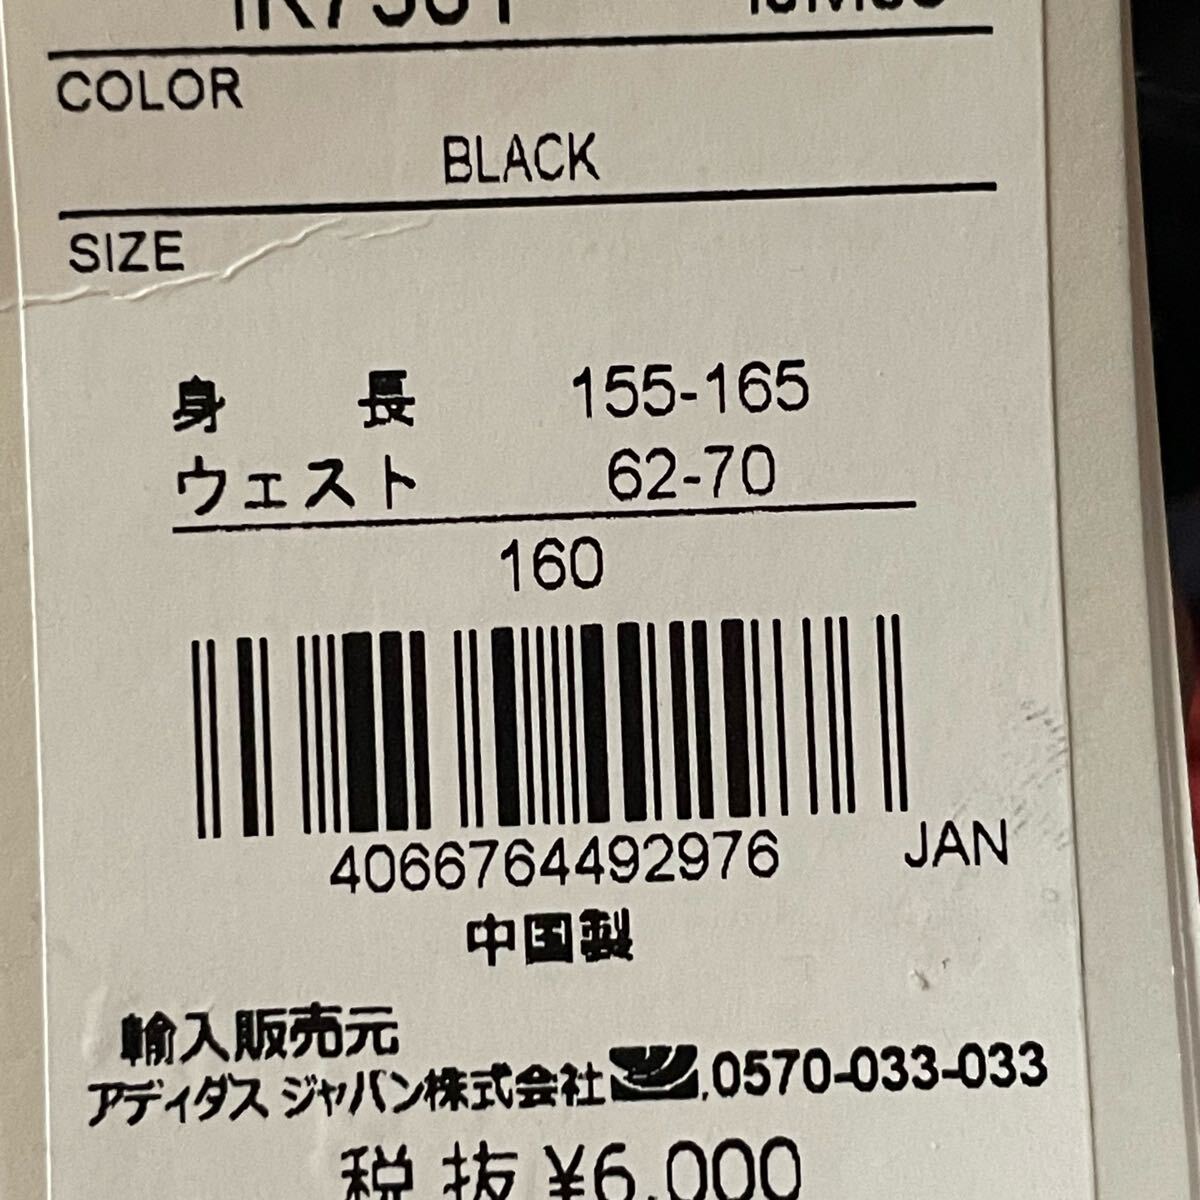 COLOR
BLACK
SIZE
身 長 155-165
ウェスト 62-70
160
4066764492976 JAN
中国製
輸入販売元
アディダス ジャパン株式会社 0570-033-033
税 抜 ¥6,000